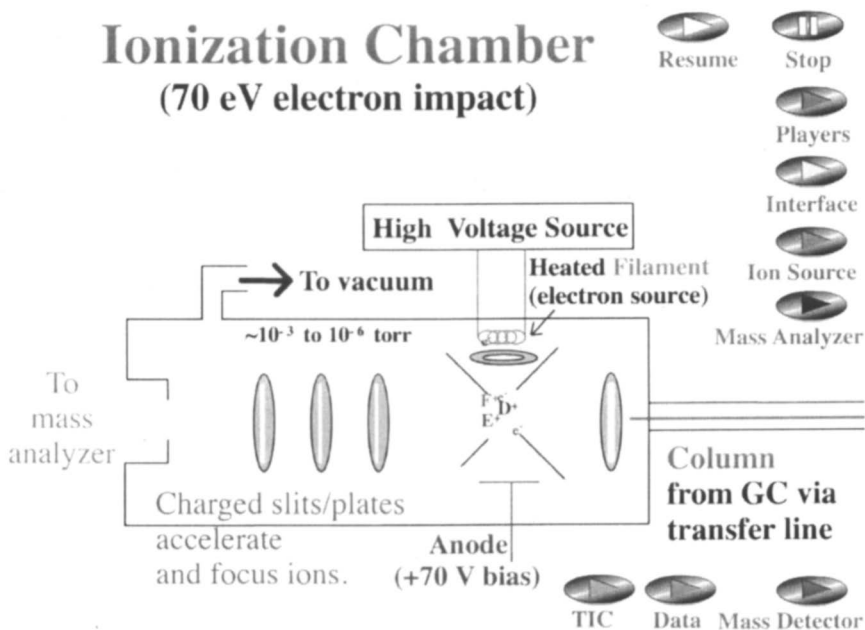 Ionization Chamber
(70 eV electron impact)
Resume
Stop
Players
Interface
Ion Source
Mass Analyzer
High Voltage Source
Heated Filament
(electron source)
To vacuum
~10⁻³ to 10⁻⁶ torr
To
mass
analyzer
F⁺ e⁻
D⁺
E⁺
e⁻
Charged slits/plates
accelerate
and focus ions.
Anode
(+70 V bias)
Column
from GC via
transfer line
TIC
Data
Mass Detector